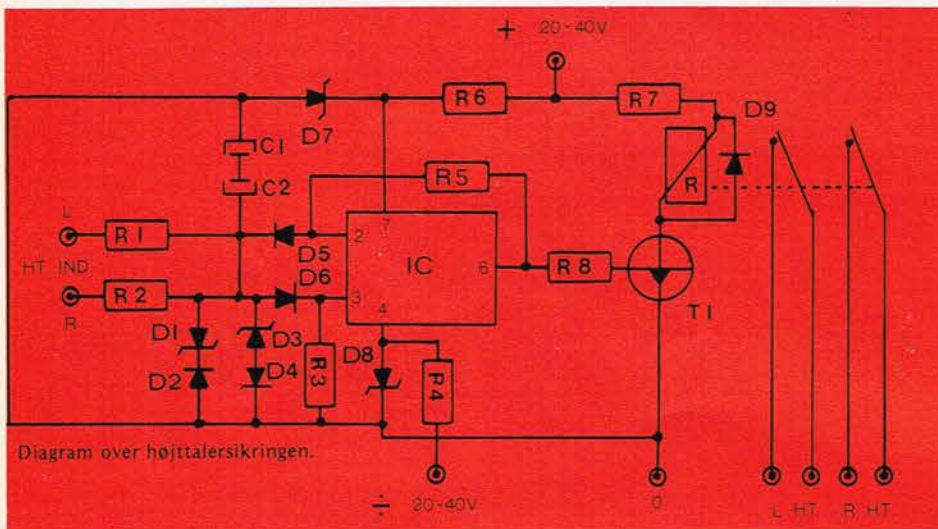 + 20-40V
R6
R7
D9
D7
C1
C2
R5
R
L
R1
D5
2
7
IC
6
R8
HT IND
D6
R2
3
4
T1
R
D1
D3
R3
D8
R4
D2
D4
Diagram over højttalersikringen.
÷ 20-40V
0
L HT
R HT